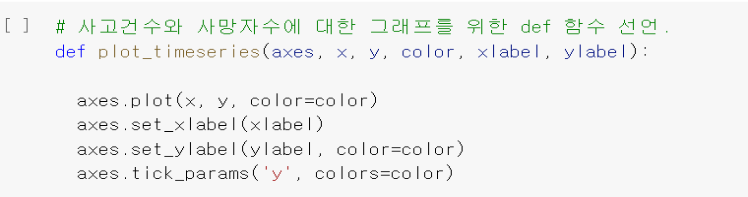 [ ] # 사고건수와 사망자수에 대한 그래프를 위한 def 함수 선언.
def plot_timeseries(axes, x, y, color, xlabel, ylabel):
axes.plot(x, y, color=color)
axes.set_xlabel(xlabel)
axes.set_ylabel(ylabel, color=color)
axes.tick_params('y', colors=color)